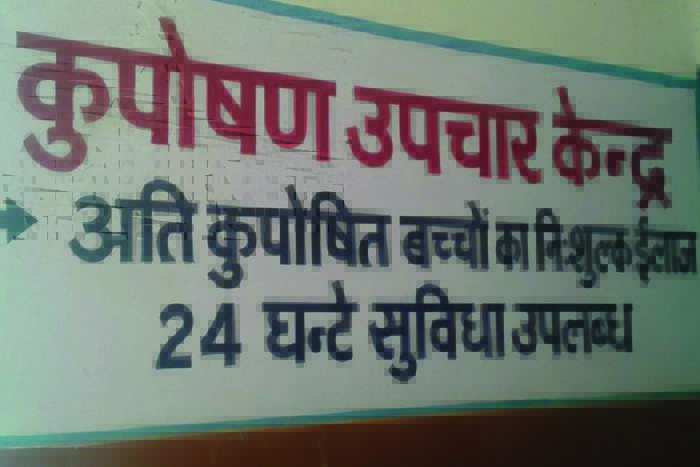 कुपोषण उपचार केन्द्र
अति कुपोषित बच्चों का निःशुल्क ईलाज
24 घन्टे सुविधा उपलब्ध